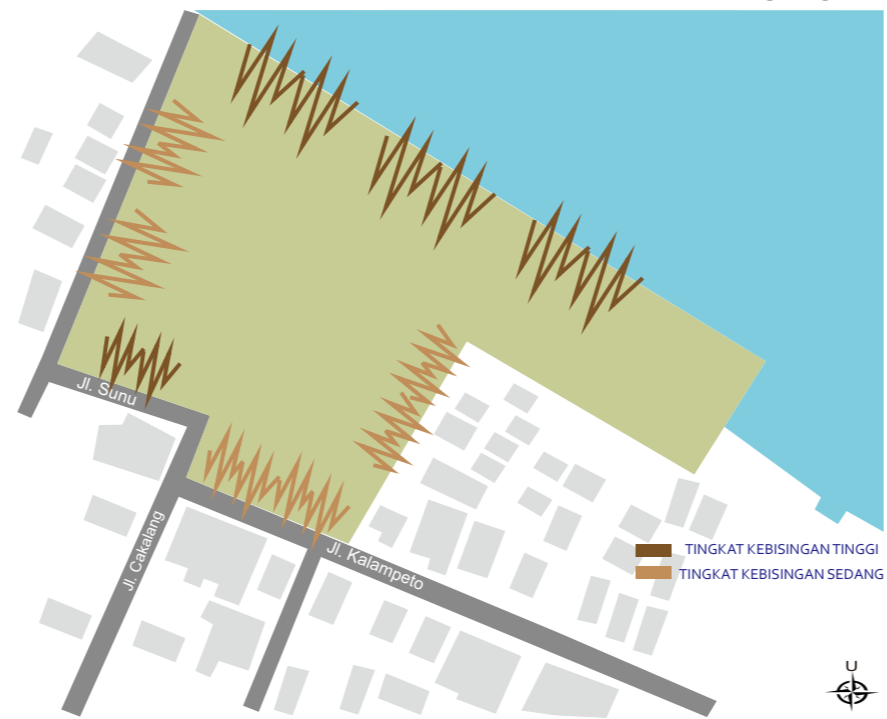 Jl. Sunu
Jl. Cakalang
Jl. Kalampeto
TINGKAT KEBISINGAN TINGGI
TINGKAT KEBISINGAN SEDANG
U